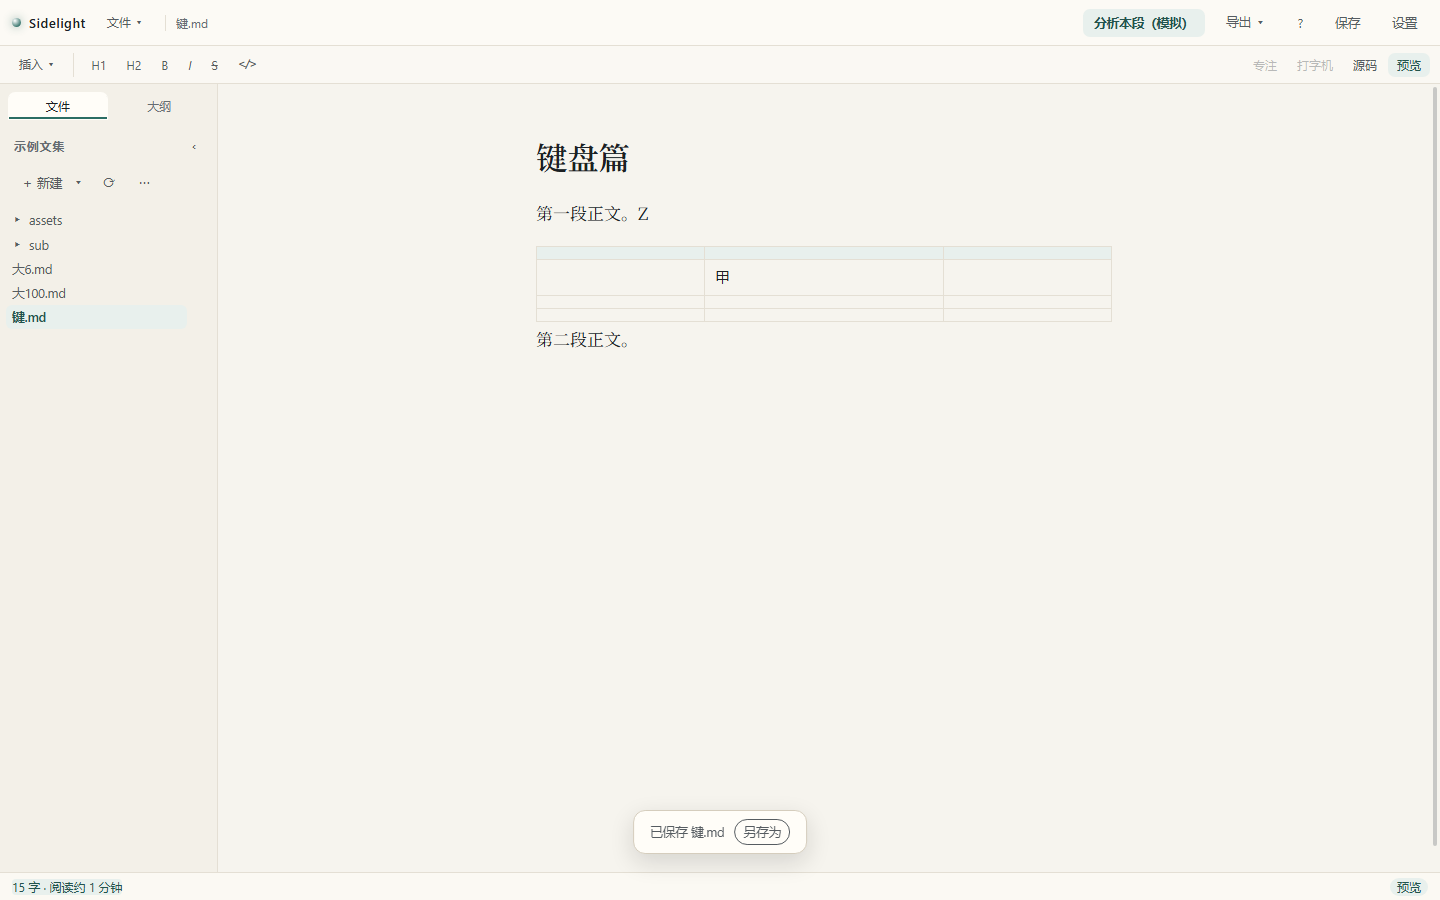 Sidelight 文件 键.md 分析本段（模拟） 导出 ? 保存 设置
插入 H1 H2 B I S </> 专注 打字机 源码 预览
文件 大纲
示例文集
+ 新建 ...
assets
sub
大6.md
大100.md
键.md
键盘篇
第一段正文。Z
甲
第二段正文。
已保存 键.md 另存为
15 字 · 阅读约 1 分钟 预览